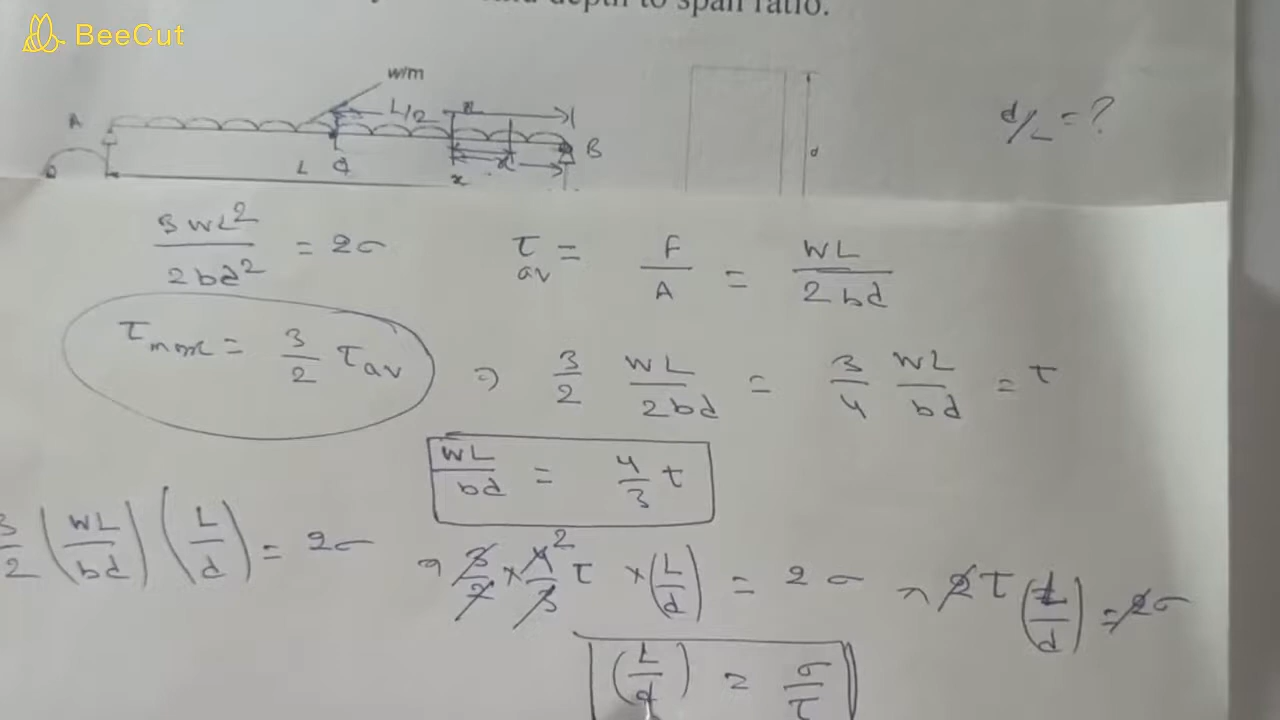 BeeCut
depth to span ratio.
w/m
L/2
x
A
B
L
x
x
d
d/L = ?
3wL²/2bd² = 2σ
τav = F/A = WL/2bd
τmax = 3/2 τav
⇒ 3/2 WL/2bd = 3/4 WL/bd = τ
WL/bd = 4/3 τ
3/2 (WL/bd) (L/d) = 2σ
⇒ 3/2 × 4/3 2 τ × (L/d) = 2σ
⇒ 2τ (L/d) = 2σ
(L/d) = σ/τ